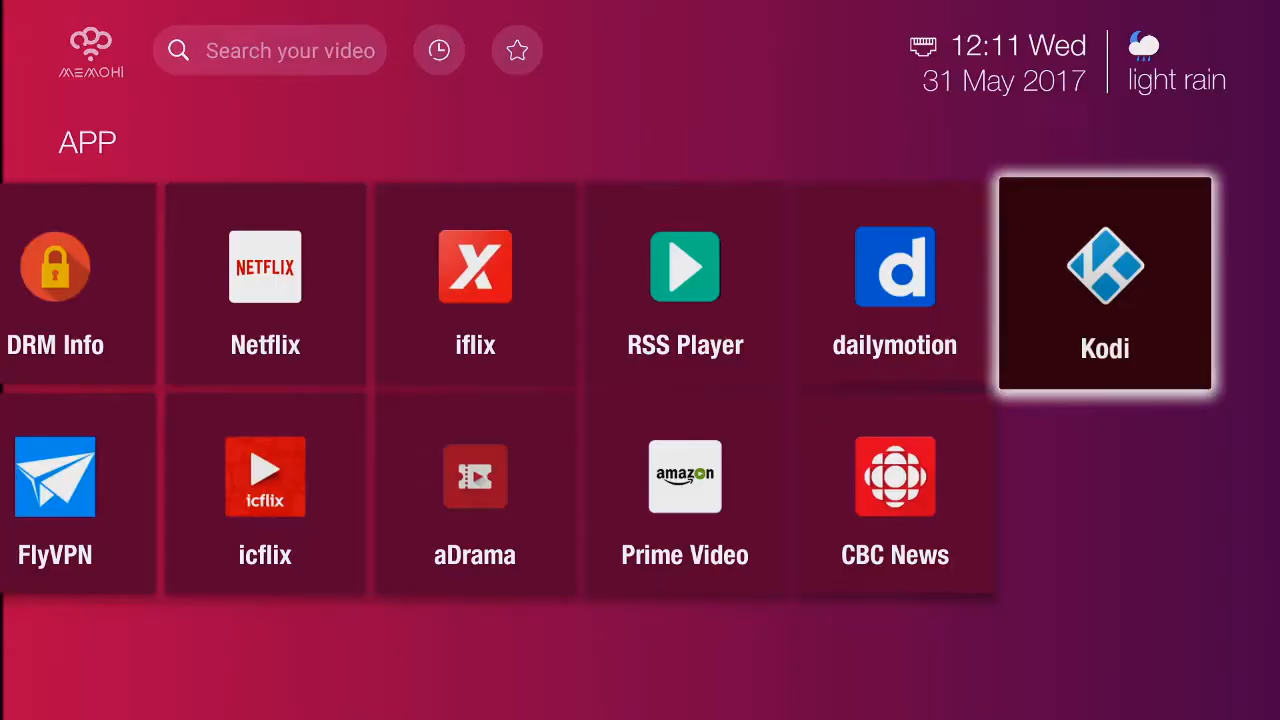 MEMOHI
Search your video
12:11 Wed
31 May 2017
light rain
APP
NETFLIX
DRM Info
Netflix
iflix
RSS Player
dailymotion
Kodi
icflix
amazon
FlyVPN
icflix
aDrama
Prime Video
CBC News